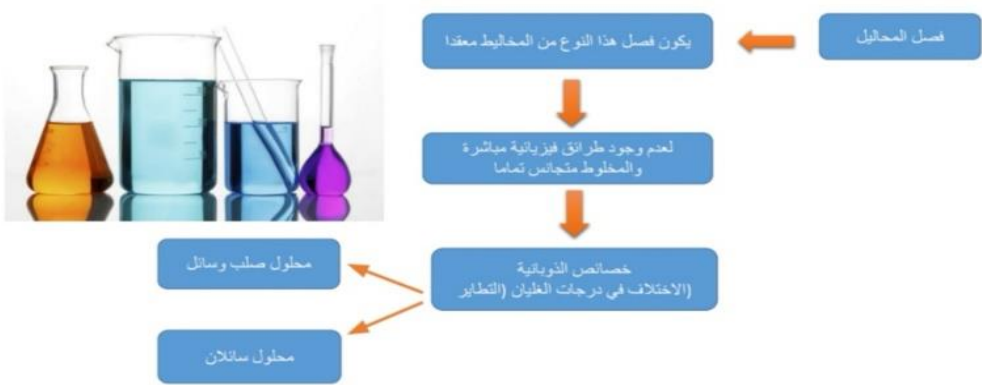 فصل المحاليل
يكون فصل هذا النوع من المخاليط معقدا
لعدم وجود طرائق فيزيائية مباشرة
والمخلوط متجانس تماما
خصائص الذوبانية
(الاختلاف في درجات الغليان (التطاير
محلول صلب وسائل
محلول سائلان